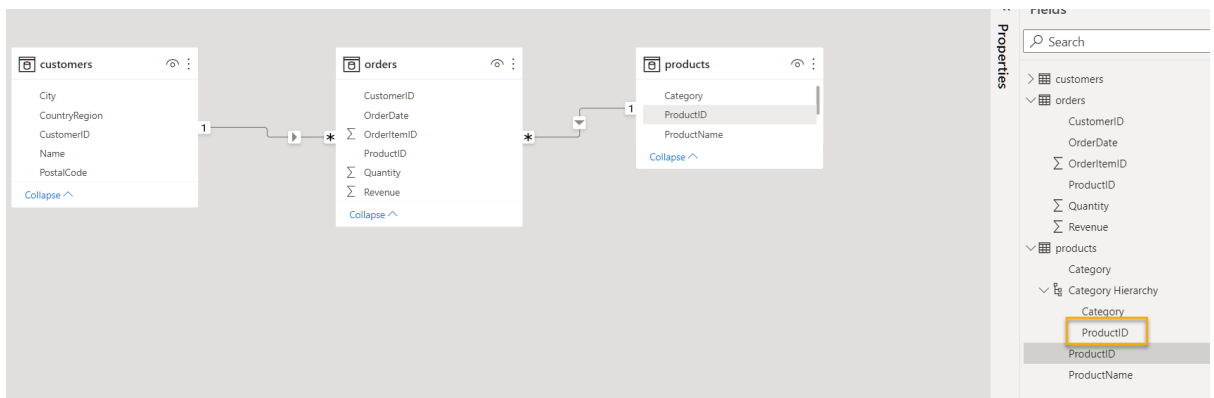 customers
City
CountryRegion
CustomerID
Name
PostalCode
Collapse
1
*
orders
CustomerID
OrderDate
∑ OrderItemID
ProductID
∑ Quantity
∑ Revenue
Collapse
*
1
products
Category
ProductID
ProductName
Collapse
Properties
Fields
Search
customers
orders
CustomerID
OrderDate
∑ OrderItemID
ProductID
∑ Quantity
∑ Revenue
products
Category
Category Hierarchy
Category
ProductID
ProductID
ProductName